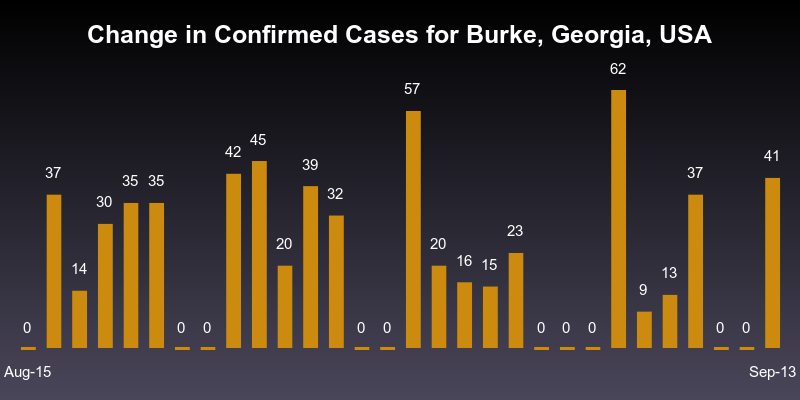 Change in Confirmed Cases for Burke, Georgia, USA
0 37 14 30 35 35 0 0 42 45 20 39 32 0 0 57 20 16 15 23 0 0 0 62 9 13 37 0 0 41
Aug-15 Sep-13